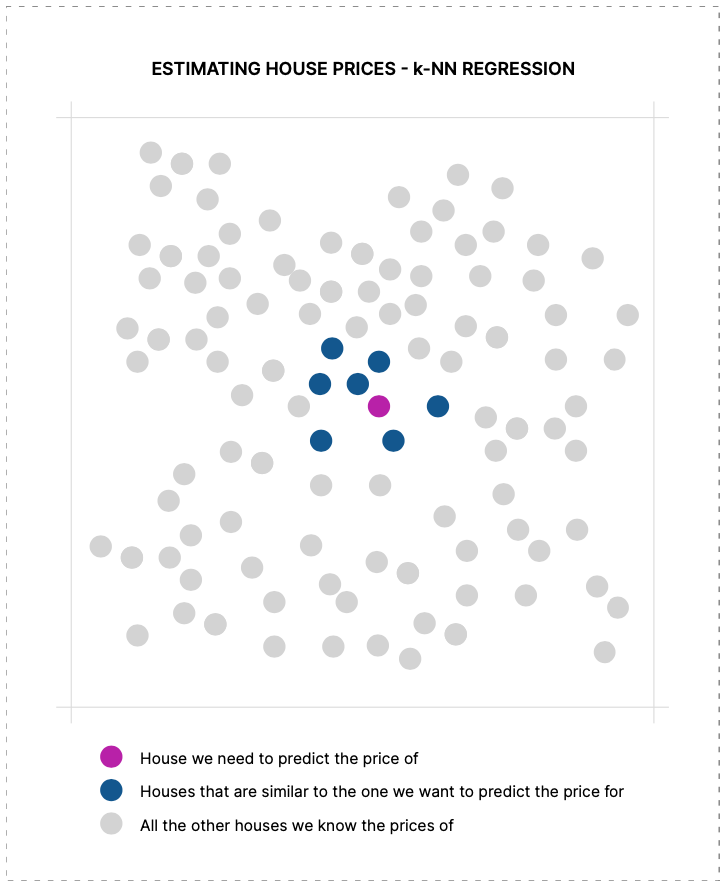 ESTIMATING HOUSE PRICES - k-NN REGRESSION
House we need to predict the price of
Houses that are similar to the one we want to predict the price for
All the other houses we know the prices of